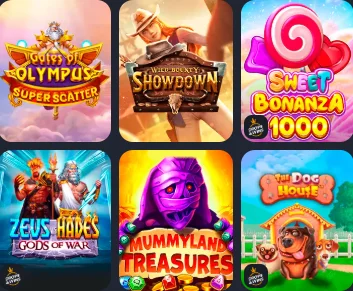 Gates of
OLYMPUS
SUPER SCATTER
WILD BOUNTY
SHOWDOWN
SWEET
BONANZA
1000
ZEUS vs HADES
GODS OF WAR
MUMMYLAND
TREASURES
THE DOG
HOUSE